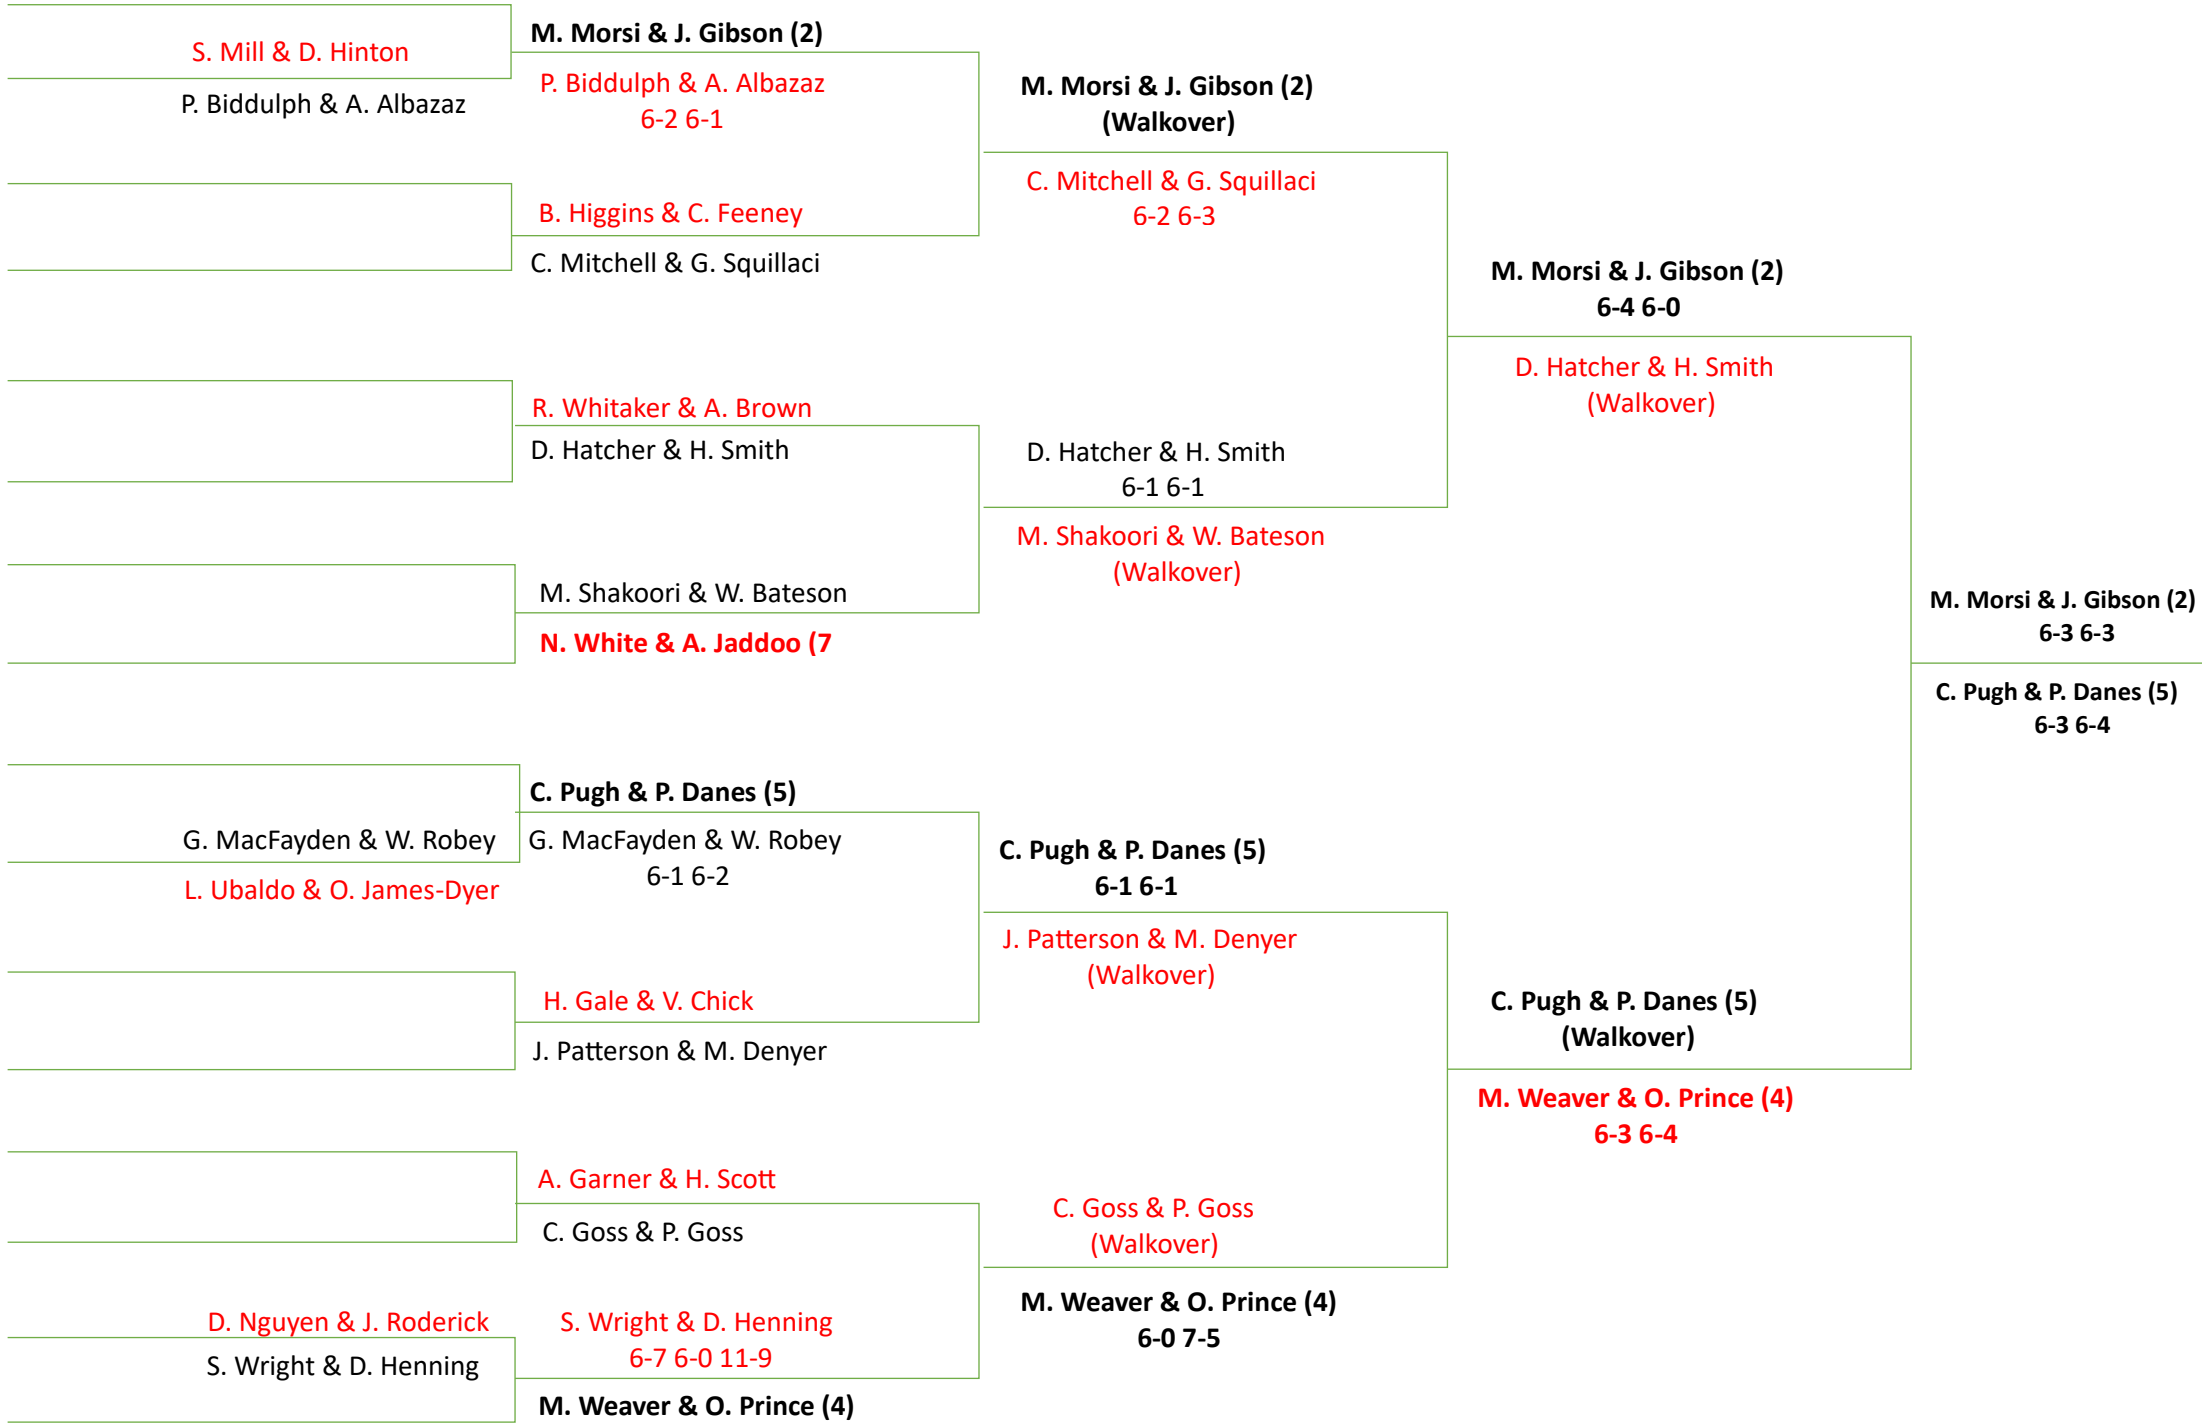 S. Mill & D. Hinton
P. Biddulph & A. Albazaz
G. MacFayden & W. Robey
L. Ubaldo & O. James-Dyer
D. Nguyen & J. Roderick
S. Wright & D. Henning
M. Morsi & J. Gibson (2)
P. Biddulph & A. Albazaz
6-2 6-1
B. Higgins & C. Feeney
C. Mitchell & G. Squillaci
R. Whitaker & A. Brown
D. Hatcher & H. Smith
M. Shakoori & W. Bateson
N. White & A. Jaddoo (7
C. Pugh & P. Danes (5)
G. MacFayden & W. Robey
6-1 6-2
H. Gale & V. Chick
J. Patterson & M. Denyer
A. Garner & H. Scott
C. Goss & P. Goss
S. Wright & D. Henning
6-7 6-0 11-9
M. Weaver & O. Prince (4)
M. Morsi & J. Gibson (2)
(Walkover)
C. Mitchell & G. Squillaci
6-2 6-3
D. Hatcher & H. Smith
6-1 6-1
M. Shakoori & W. Bateson
(Walkover)
C. Pugh & P. Danes (5)
6-1 6-1
J. Patterson & M. Denyer
(Walkover)
C. Goss & P. Goss
(Walkover)
M. Weaver & O. Prince (4)
6-0 7-5
M. Morsi & J. Gibson (2)
6-4 6-0
D. Hatcher & H. Smith
(Walkover)
C. Pugh & P. Danes (5)
(Walkover)
M. Weaver & O. Prince (4)
6-3 6-4
M. Morsi & J. Gibson (2)
6-3 6-3
C. Pugh & P. Danes (5)
6-3 6-4